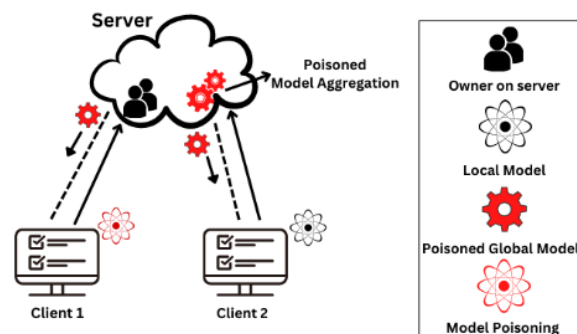 Server
Poisoned
Model Aggregation
Client 1
Client 2
Owner on server
Local Model
Poisoned Global Model
Model Poisoning